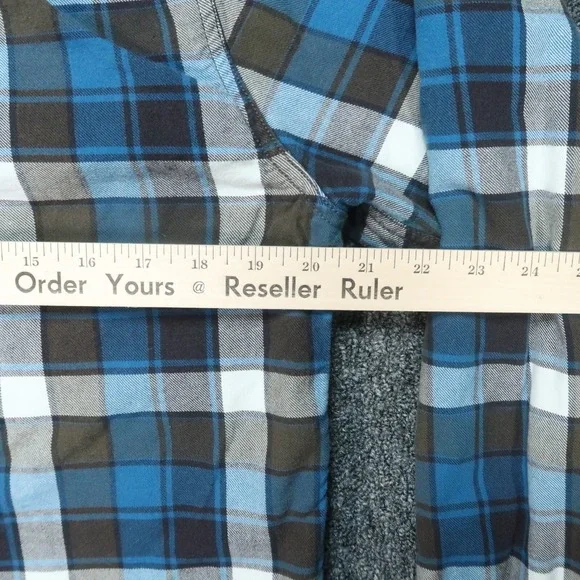 15 16 17 18 19 20 21 22 23 24
Order Yours @ Reseller Ruler